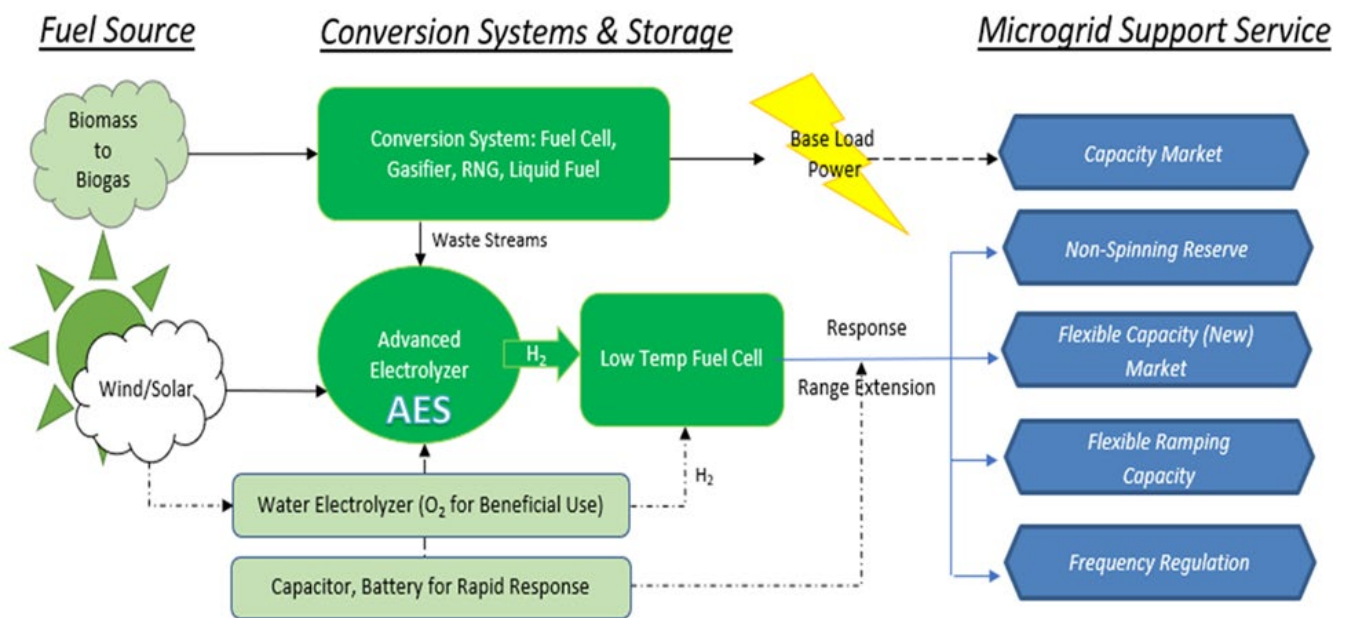 Fuel Source
Conversion Systems & Storage
Microgrid Support Service
Biomass
to
Biogas
Conversion System: Fuel Cell,
Gasifier, RNG, Liquid Fuel
Base Load
Power
Capacity Market
Waste Streams
Non-Spinning Reserve
Wind/Solar
Advanced
Electrolyzer
AES
H₂
Low Temp Fuel Cell
Response
Range Extension
Flexible Capacity (New)
Market
Flexible Ramping
Capacity
H₂
Water Electrolyzer (O₂ for Beneficial Use)
Capacitor, Battery for Rapid Response
Frequency Regulation